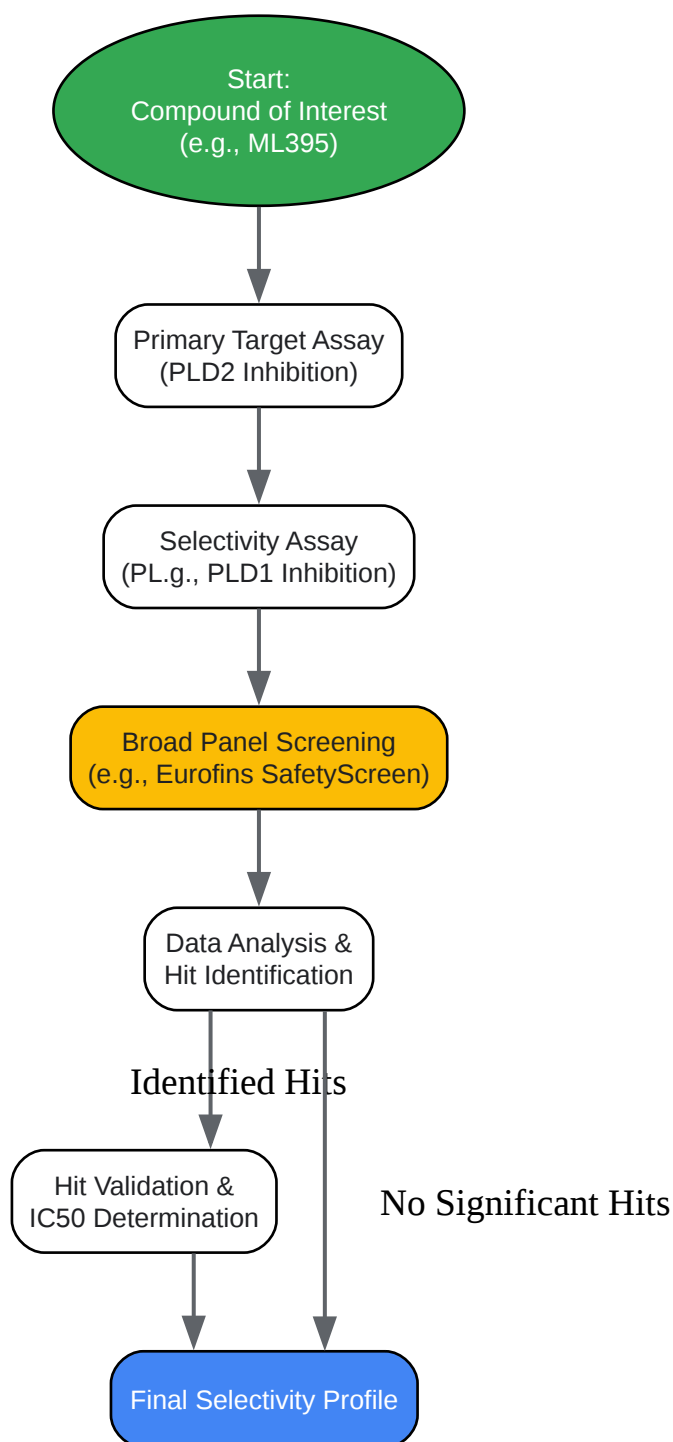 Start:
Compound of Interest
(e.g., ML395)
Primary Target Assay
(PLD2 Inhibition)
Selectivity Assay
(PL.g., PLD1 Inhibition)
Broad Panel Screening
(e.g., Eurofins SafetyScreen)
Data Analysis &
Hit Identification
Identified Hits
Hit Validation &
IC50 Determination
No Significant Hits
Final Selectivity Profile